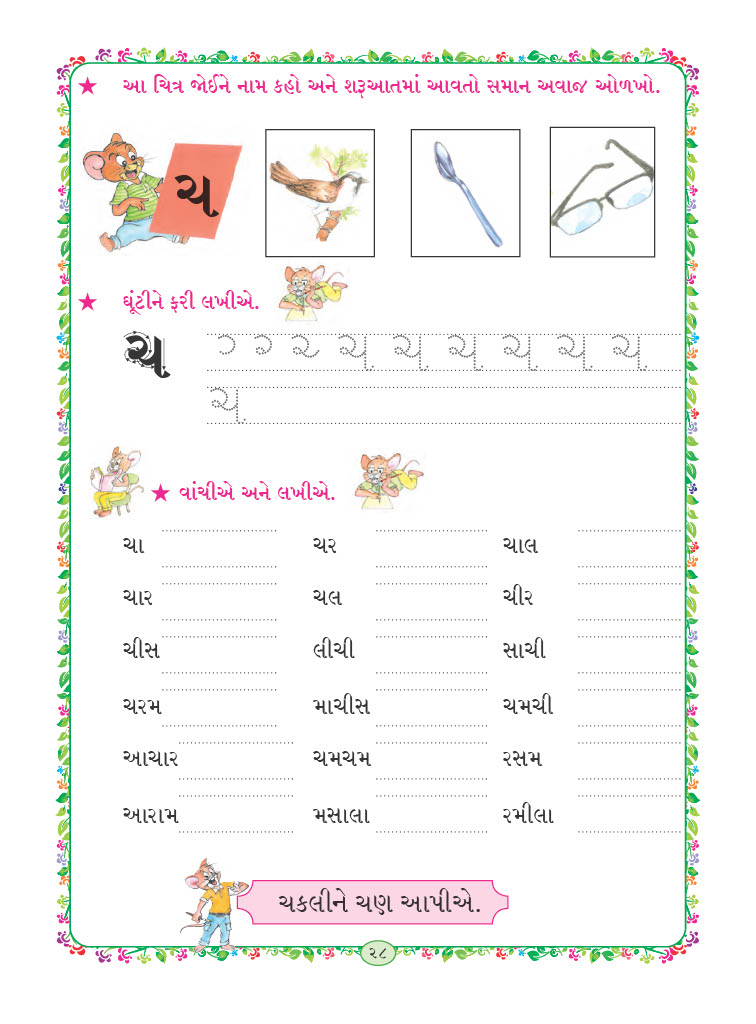 ★ આ ચિત્ર જોઈને નામ કહો અને શરૂઆતમાં આવતો સમાન અવાજ ઓળખો.
ચ
★ ઘૂંટીને ફરી લખીએ.
ચ ચ ચ ચ ચ ચ ચ
ચ
★ વાંચીએ અને લખીએ.
ચા ચર ચાલ
ચાર ચલ ચીર
ચીસ લીચી સાચી
ચરમ માચીસ ચમચી
આચાર ચમચમ રસમ
આરામ મસાલા રમીલા
ચકલીને ચણ આપીએ.
૨૮